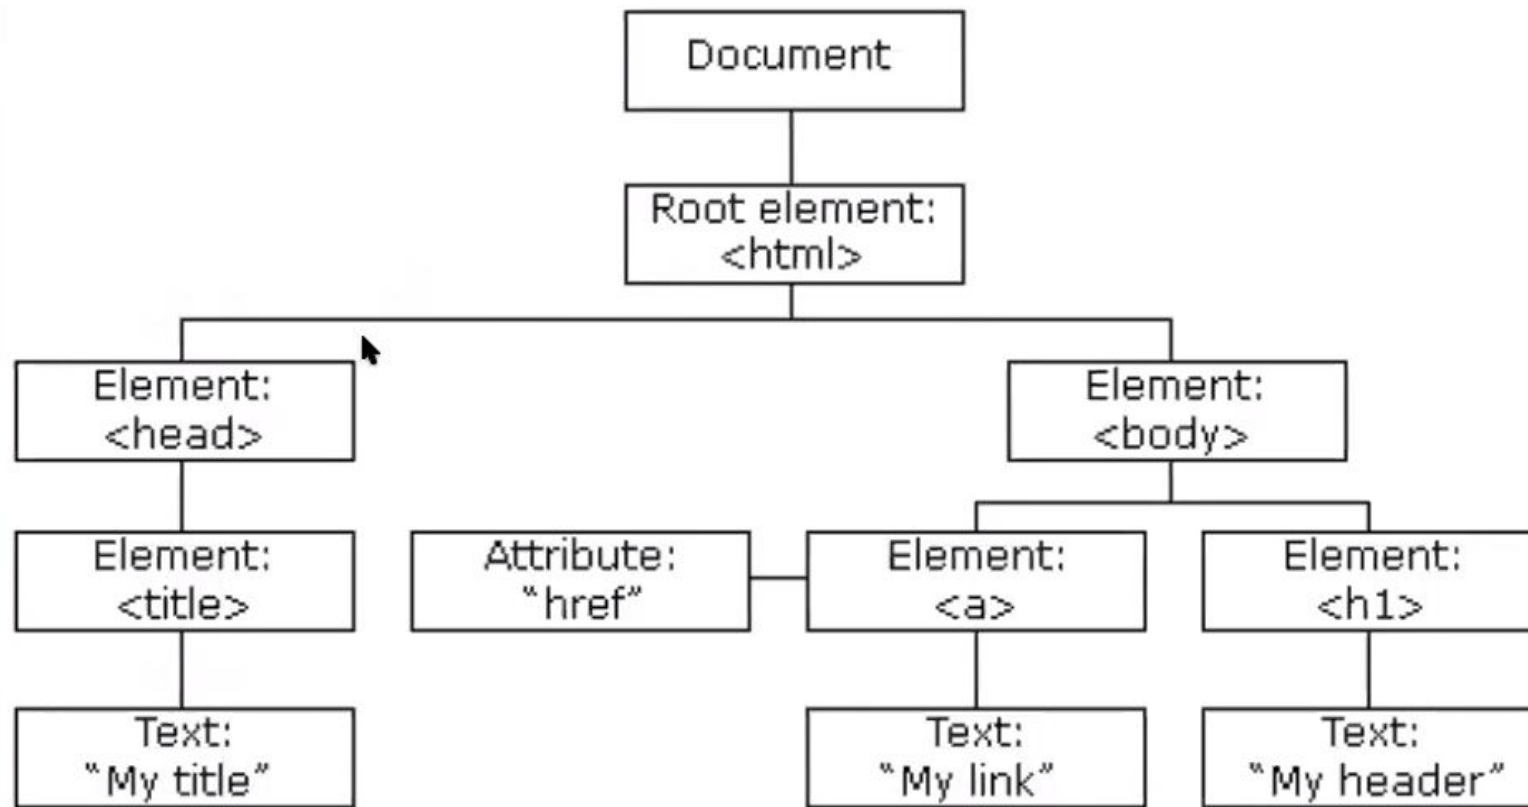 Document
Root element:
<html>
Element:
<head>
Element:
<body>
Element:
<title>
Attribute:
“href”
Element:
<a>
Element:
<h1>
Text:
“My title”
Text:
“My link”
Text:
“My header”